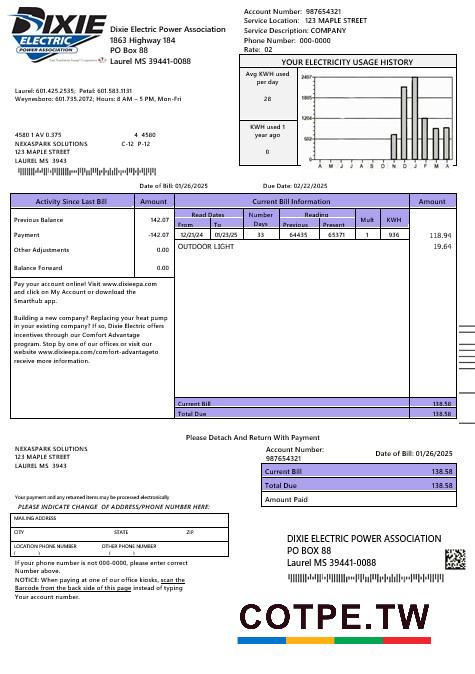 DIXIE
ELECTRIC
POWER ASSOCIATION
Dixie Electric Power Association
1863 Highway 184
PO Box 88
Laurel MS 39441-0088
Account Number: 987654321
Service Location: 123 MAPLE STREET
Service Description: COMPANY
Phone Number: 000-0000
Rate: 02
YOUR ELECTRICITY USAGE HISTORY
Avg KWH used
per day
28
KWH used 1
year ago
0
2407
1805
1204
602
0
A M J J A S O N D J F M A
Laurel: 601.425.2535; Petal: 601.583.1131
Waynesboro: 601.735.2072; Hours: 8 AM – 5 PM, Mon-Fri
4580 1 AV 0.375 4 4580
NEXASPARK SOLUTIONS C-12 P-12
123 MAPLE STREET
LAUREL MS 3943
Date of Bill: 01/26/2025 Due Date: 02/22/2025
Activity Since Last Bill Amount Current Bill Information Amount
Previous Balance 142.07
Payment -142.07
Other Adjustments 0.00
Balance Forward 0.00
Read Dates Number Days Reading Mult KWH
From To Previous Present
12/21/24 01/23/25 33 64435 65371 1 936 118.94
OUTDOOR LIGHT 19.64
Pay your account online! Visit www.dixieepa.com
and click on My Account or download the
Smarthub app.
Building a new company? Replacing your heat pump
in your existing company? If so, Dixie Electric offers
incentives through our Comfort Advantage
program. Stop by one of our offices or visit our
website www.dixieepa.com/comfort-advantageto
receive more information.
Current Bill 138.58
Total Due 138.58
Please Detach And Return With Payment
NEXASPARK SOLUTIONS
123 MAPLE STREET
LAUREL MS 3943
Account Number:
987654321
Date of Bill: 01/26/2025
Current Bill 138.58
Total Due 138.58
Amount Paid
Your payment and any returned items may be processed electronically
PLEASE INDICATE CHANGE OF ADDRESS/PHONE NUMBER HERE:
MAILING ADDRESS
CITY STATE ZIP
LOCATION PHONE NUMBER OTHER PHONE NUMBER
( ) ( )
If your phone number is not 000-0000, please enter correct
Number above.
NOTICE: When paying at one of our office kiosks, scan the
Barcode from the back side of this page instead of typing
Your account number.
DIXIE ELECTRIC POWER ASSOCIATION
PO BOX 88
Laurel MS 39441-0088
COTPE.TW